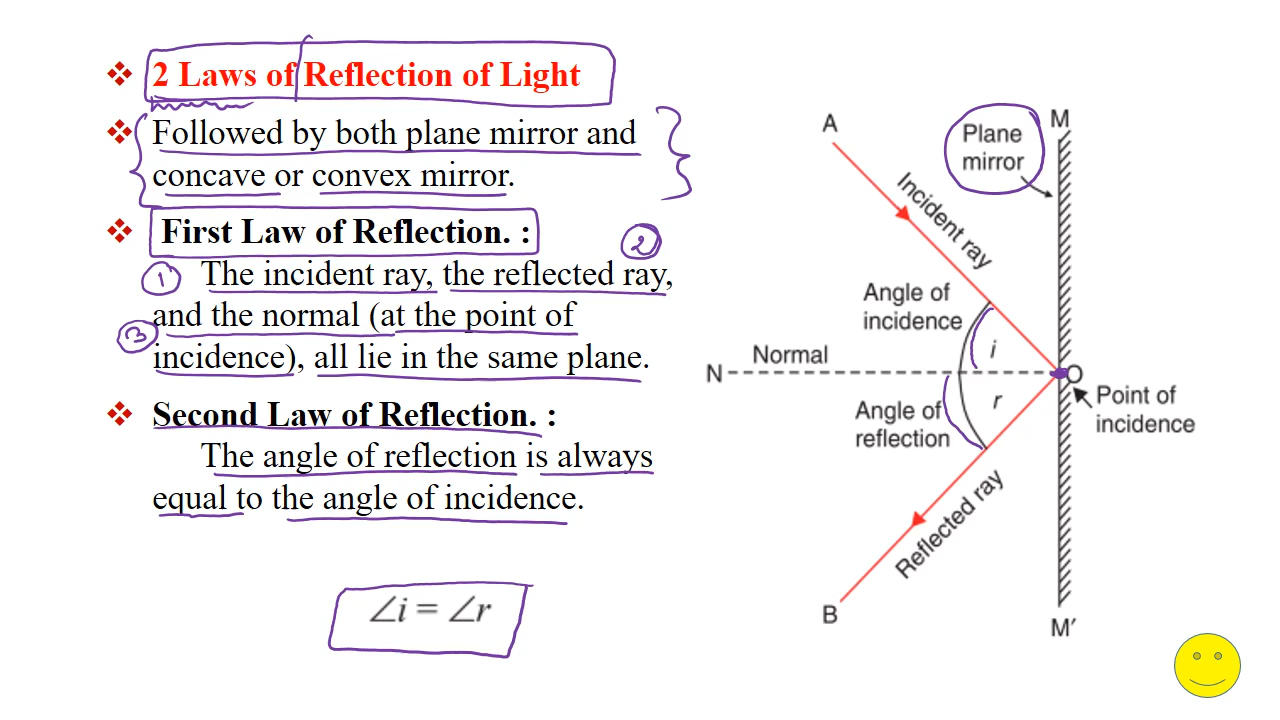 ❖ 2 Laws of Reflection of Light
❖ Followed by both plane mirror and
concave or convex mirror.
❖ First Law of Reflection. :
2
1 The incident ray, the reflected ray,
and the normal (at the point of
3
incidence), all lie in the same plane.
❖ Second Law of Reflection. :
The angle of reflection is always
equal to the angle of incidence.
∠i = ∠r
A
Plane
mirror
M
Incident ray
Angle of
incidence
i
N
Normal
O
r
Point of
incidence
Angle of
reflection
Reflected ray
B
M′